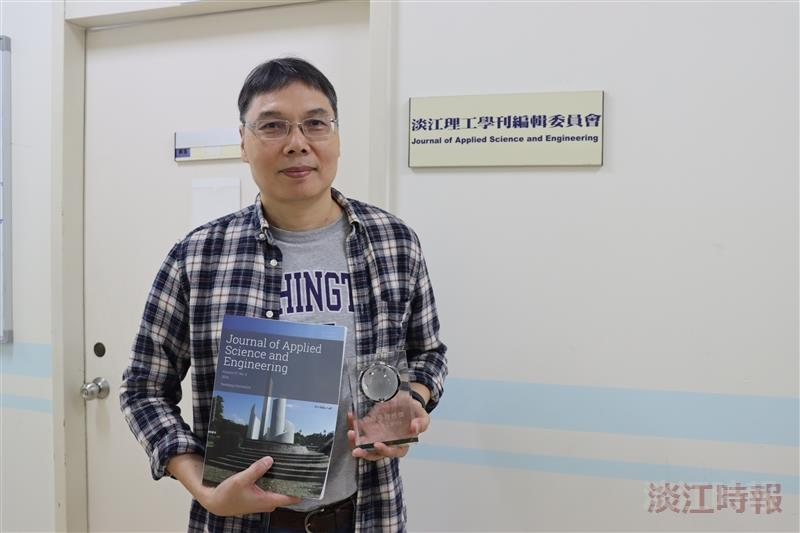 淡江理工學刊編輯委員會
Journal of Applied Science and Engineering
HINGT
Journal of Applied
Science and
Engineering
淡江時報